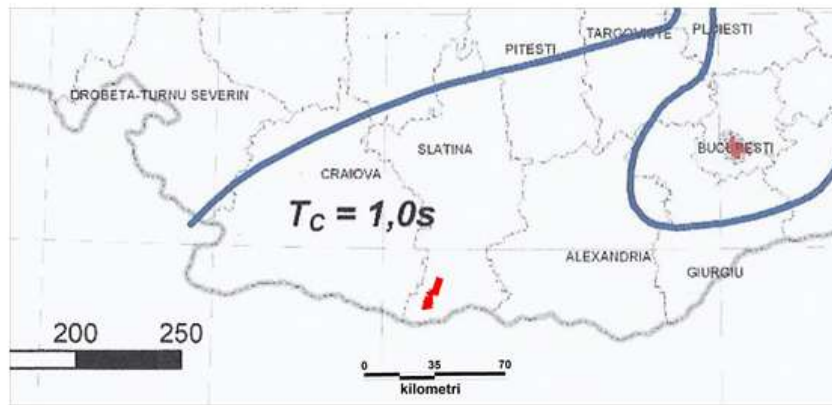 TARGOVISTE
PLOIESTI
PITESTI
DROBETA-TURNU SEVERIN
SLATINA
BUCURESTI
CRAIOVA
T_C = 1,0s
ALEXANDRIA
GIURGIU
200 250
0 35 70
kilometri